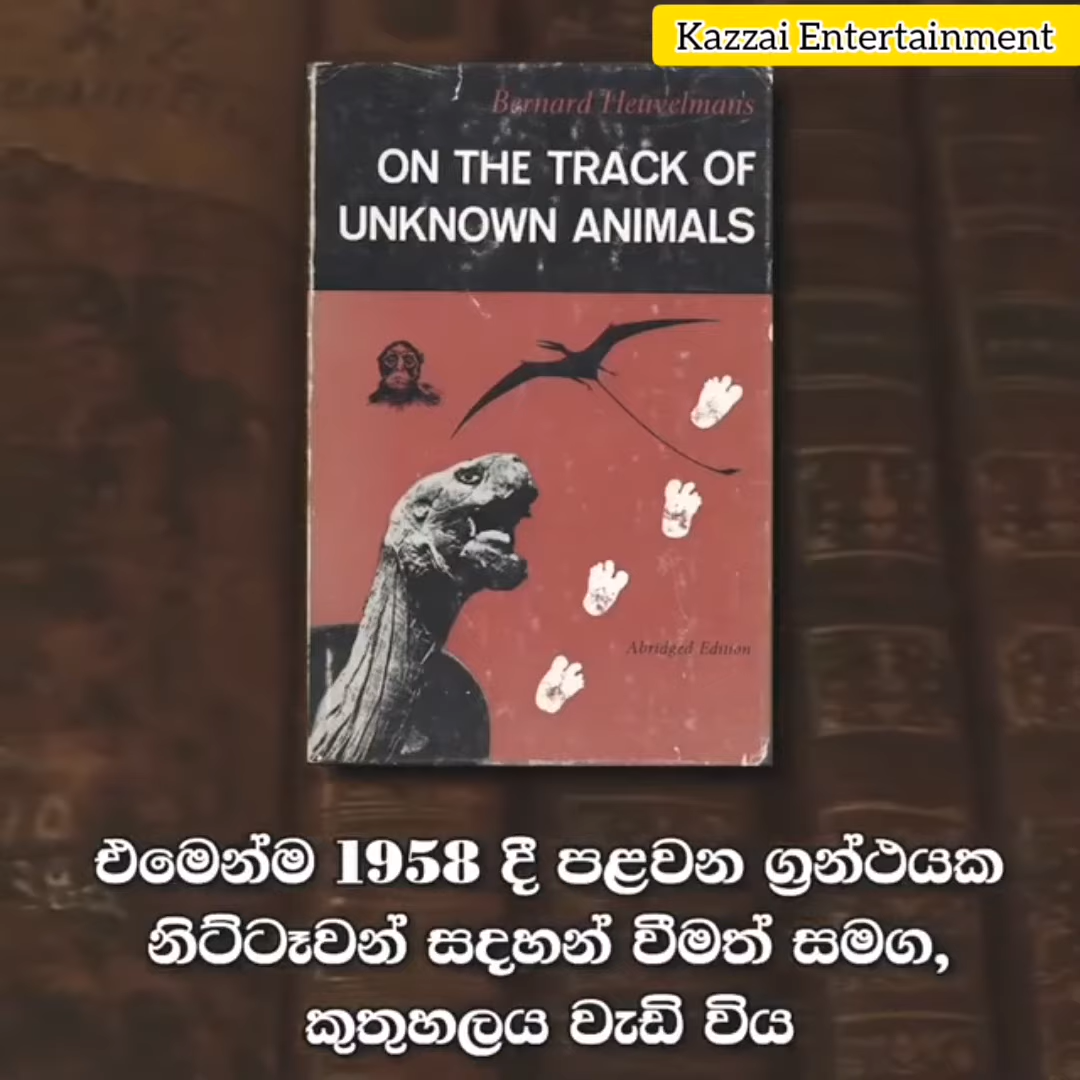 Kazzai Entertainment
Bernard Heuvelmans
ON THE TRACK OF
UNKNOWN ANIMALS
Abridged Edition
එමෙන්ම 1958 දී පළවන ග්‍රන්ථයක
නිට්ටෑවන් සදහන් වීමත් සමග,
කුතුහලය වැඩි විය